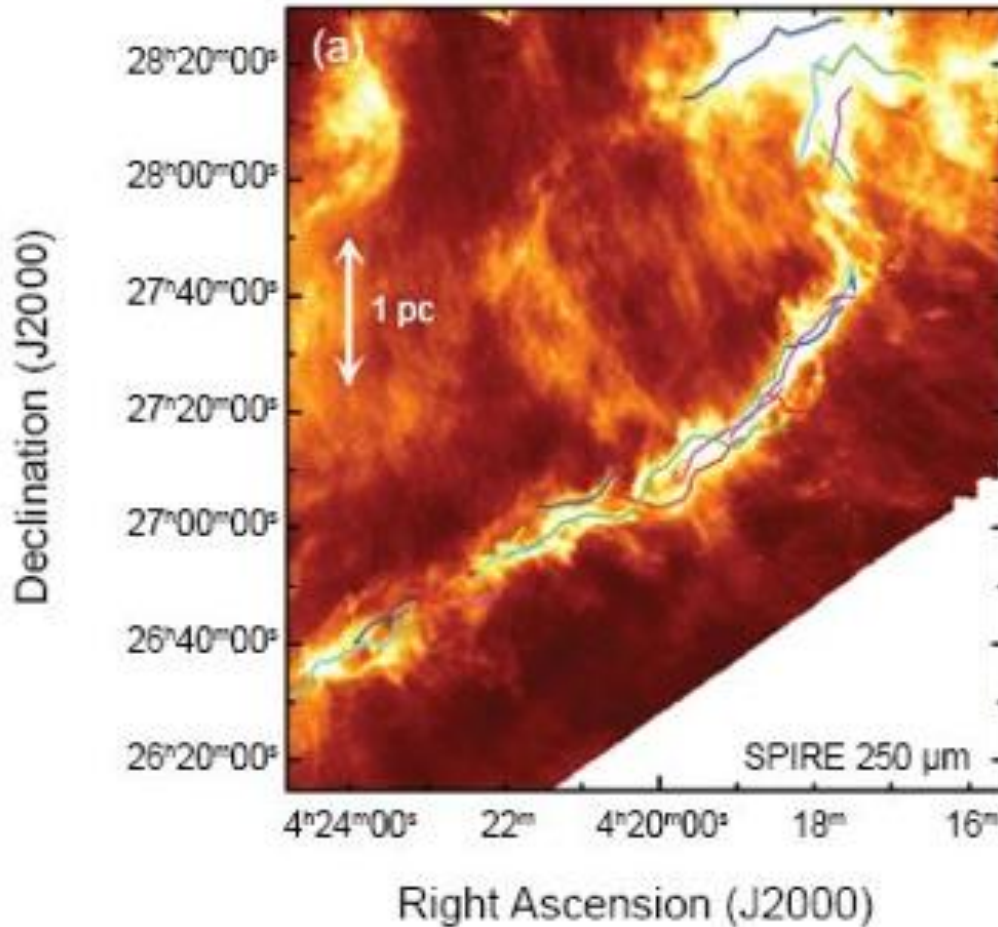 (a)
28ʰ20ᵐ00ˢ
28ʰ00ᵐ00ˢ
27ʰ40ᵐ00ˢ
27ʰ20ᵐ00ˢ
27ʰ00ᵐ00ˢ
26ʰ40ᵐ00ˢ
26ʰ20ᵐ00ˢ
Declination (J2000)
1 pc
SPIRE 250 µm
4ʰ24ᵐ00ˢ 22ᵐ 4ʰ20ᵐ00ˢ 18ᵐ 16ᵐ
Right Ascension (J2000)